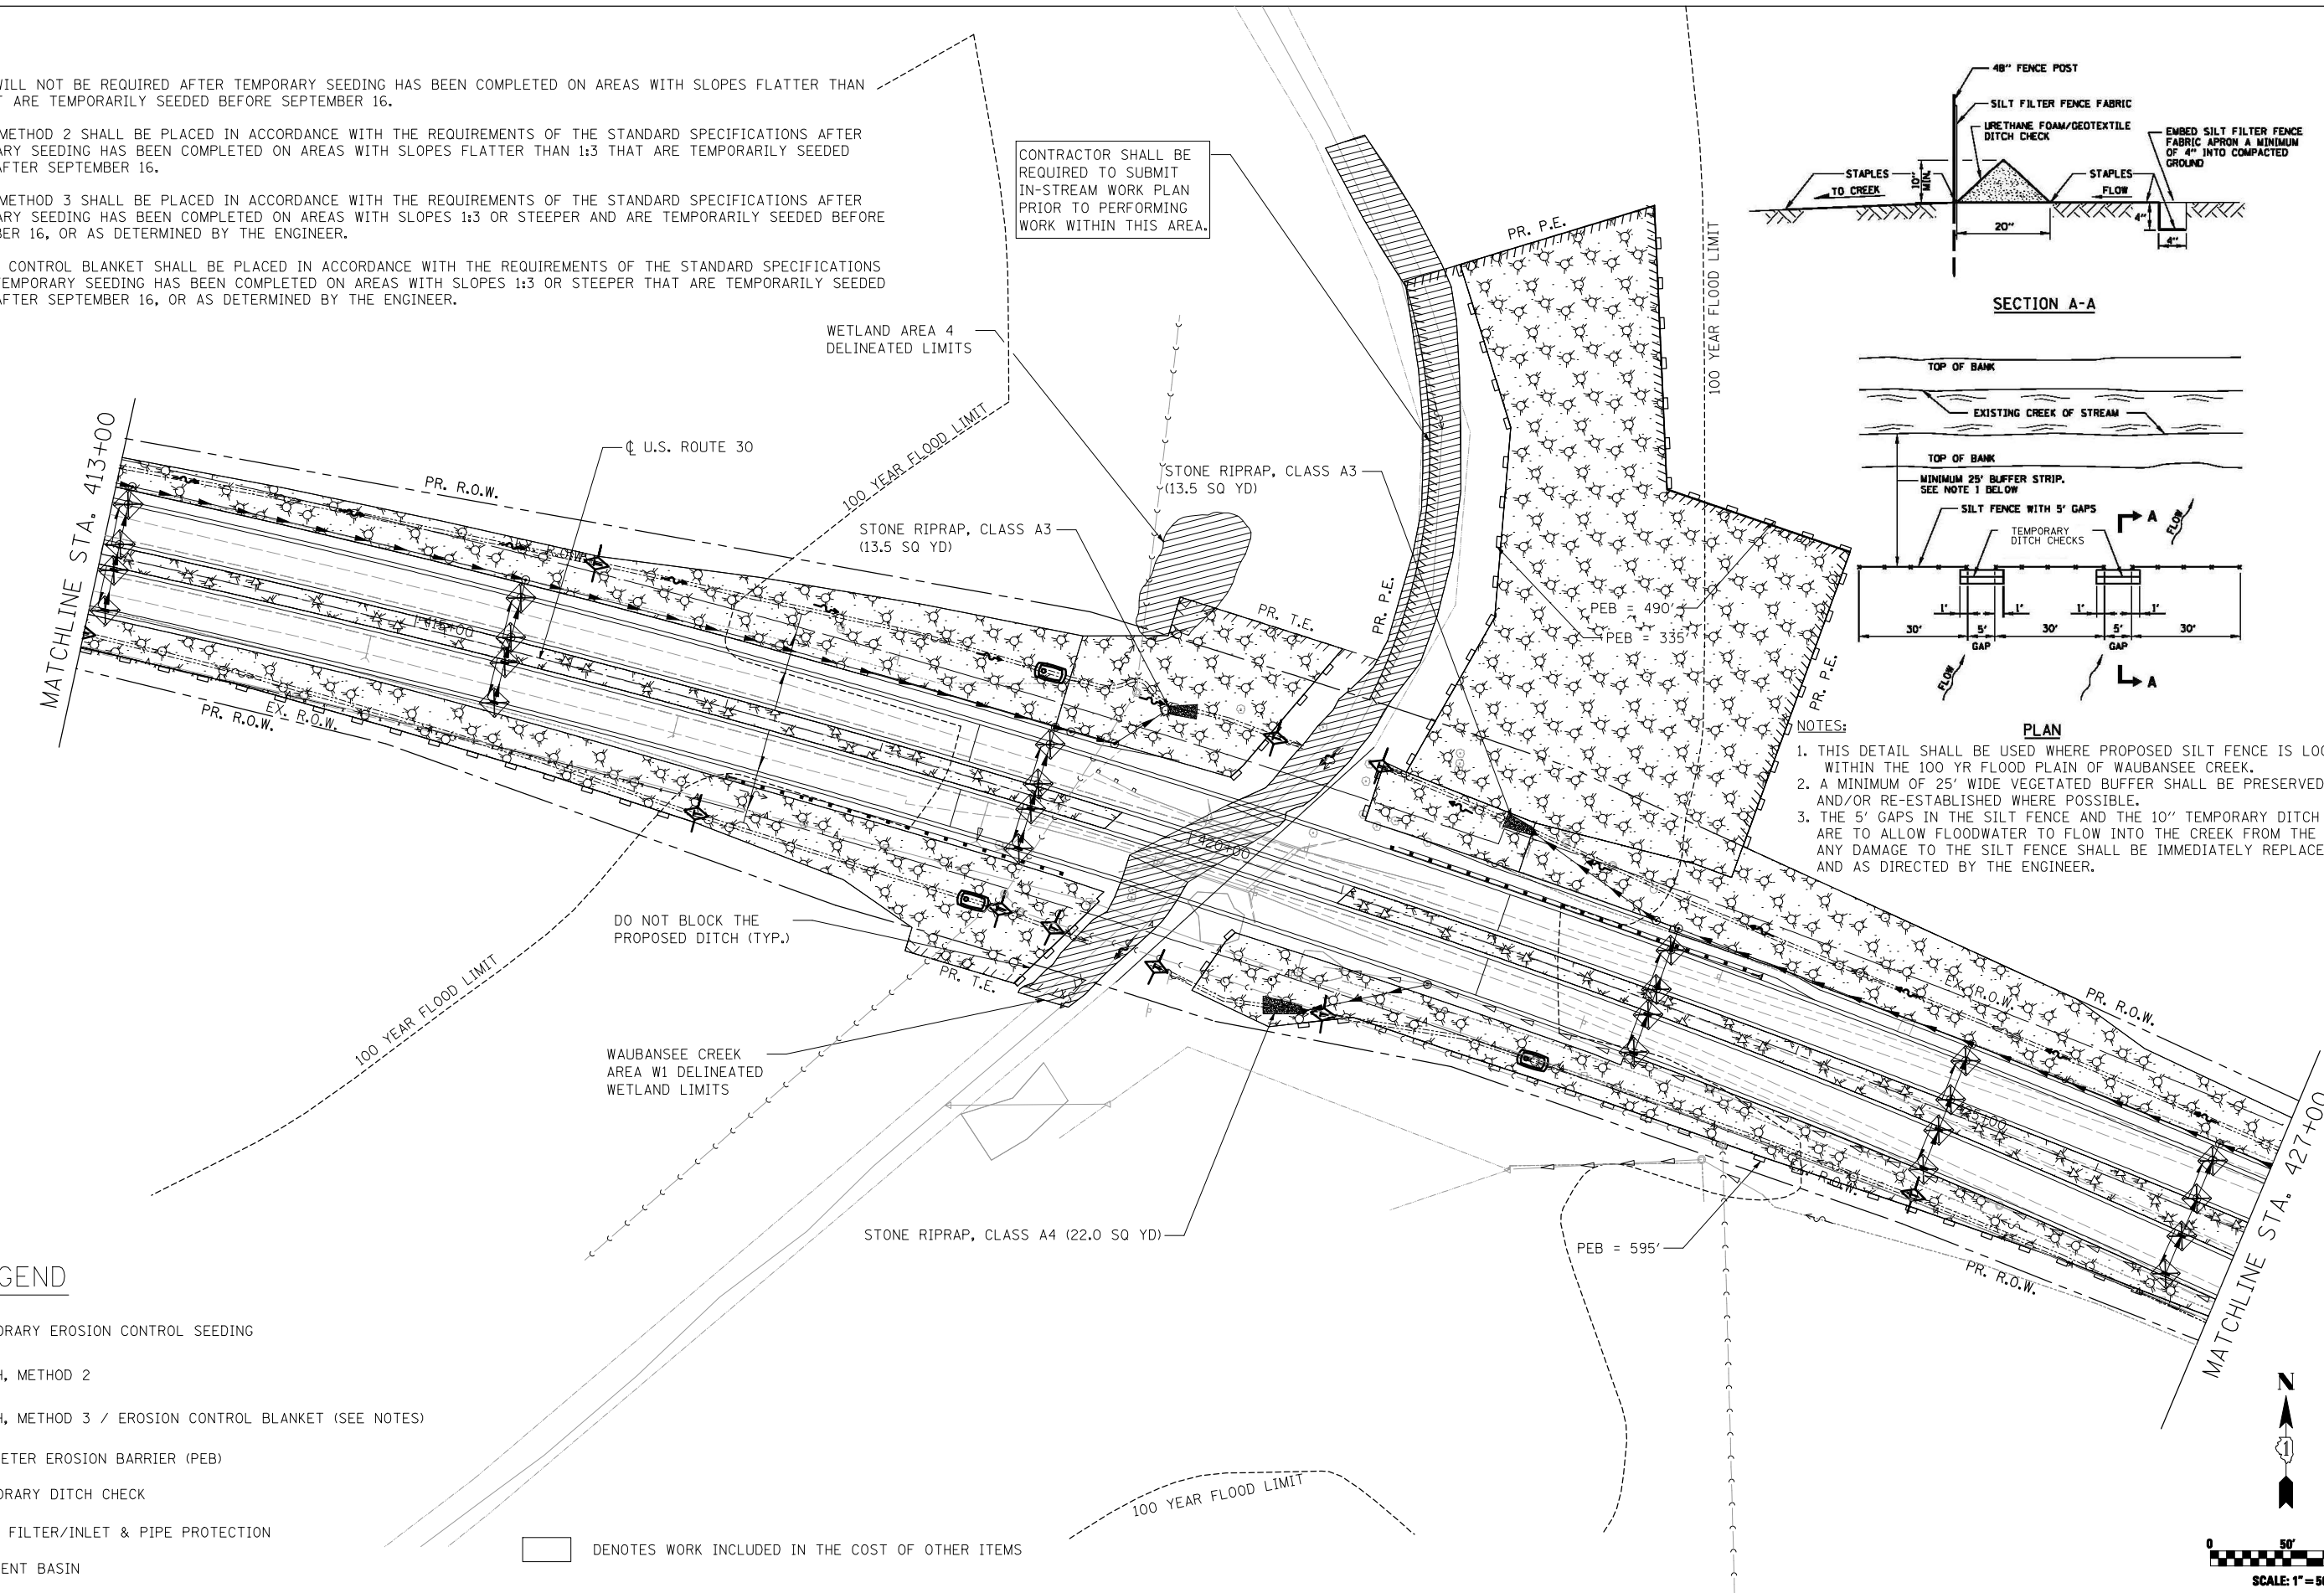 WILL NOT BE REQUIRED AFTER TEMPORARY SEEDING HAS BEEN COMPLETED ON AREAS WITH SLOPES FLATTER THAN
ARE TEMPORARILY SEEDED BEFORE SEPTEMBER 16.
METHOD 2 SHALL BE PLACED IN ACCORDANCE WITH THE REQUIREMENTS OF THE STANDARD SPECIFICATIONS AFTER
SEEDING HAS BEEN COMPLETED ON AREAS WITH SLOPES FLATTER THAN 1:3 THAT ARE TEMPORARILY SEEDED
AFTER SEPTEMBER 16.
METHOD 3 SHALL BE PLACED IN ACCORDANCE WITH THE REQUIREMENTS OF THE STANDARD SPECIFICATIONS AFTER
SEEDING HAS BEEN COMPLETED ON AREAS WITH SLOPES 1:3 OR STEEPER AND ARE TEMPORARILY SEEDED BEFORE
16, OR AS DETERMINED BY THE ENGINEER.
CONTROL BLANKET SHALL BE PLACED IN ACCORDANCE WITH THE REQUIREMENTS OF THE STANDARD SPECIFICATIONS
TEMPORARY SEEDING HAS BEEN COMPLETED ON AREAS WITH SLOPES 1:3 OR STEEPER THAT ARE TEMPORARILY SEEDED
AFTER SEPTEMBER 16, OR AS DETERMINED BY THE ENGINEER.
CONTRACTOR SHALL BE
REQUIRED TO SUBMIT
IN-STREAM WORK PLAN
PRIOR TO PERFORMING
WORK WITHIN THIS AREA.
48" FENCE POST
SILT FILTER FENCE FABRIC
URETHANE FOAM/GEOTEXTILE
DITCH CHECK
EMBED SILT FILTER FENCE
FABRIC APRON A MINIMUM
OF 4" INTO COMPACTED
GROUND
STAPLES
TO CREEK
10"
MIN.
STAPLES
FLOW
4"
20"
4"
SECTION A-A
PR. P.E.
100 YEAR FLOOD LIMIT
WETLAND AREA 4
DELINEATED LIMITS
TOP OF BANK
EXISTING CREEK OF STREAM
TOP OF BANK
MINIMUM 25' BUFFER STRIP.
SEE NOTE 1 BELOW
SILT FENCE WITH 5' GAPS
TEMPORARY
DITCH CHECKS
A
FLOW
1'
1'
1'
1'
30'
5'
30'
5'
30'
GAP
GAP
FLOW
A
PLAN
NOTES:
1. THIS DETAIL SHALL BE USED WHERE PROPOSED SILT FENCE IS
WITHIN THE 100 YR FLOOD PLAIN OF WAUBANSEE CREEK.
2. A MINIMUM OF 25' WIDE VEGETATED BUFFER SHALL BE PRESERVED
AND/OR RE-ESTABLISHED WHERE POSSIBLE.
3. THE 5' GAPS IN THE SILT FENCE AND THE 10" TEMPORARY DITCH
ARE TO ALLOW FLOODWATER TO FLOW INTO THE CREEK FROM THE
ANY DAMAGE TO THE SILT FENCE SHALL BE IMMEDIATELY
AND AS DIRECTED BY THE ENGINEER.
MATCHLINE STA. 413+00
PR. R.O.W.
℄ U.S. ROUTE 30
100 YEAR FLOOD LIMIT
STONE RIPRAP, CLASS A3
(13.5 SQ YD)
STONE RIPRAP, CLASS A3
(13.5 SQ YD)
PR. T.E.
PR. P.E.
PEB = 490'
PEB = 335'
PR. P.E.
PR. R.O.W.
EX. R.O.W.
420+00
DO NOT BLOCK THE
PROPOSED DITCH (TYP.)
PR. T.E.
100 YEAR FLOOD LIMIT
WAUBANSEE CREEK
AREA W1 DELINEATED
WETLAND LIMITS
STONE RIPRAP, CLASS A4 (22.0 SQ YD)
PEB = 595'
EX. R.O.W.
PR. R.O.W.
R.O.W.
PR. R.O.W.
MATCHLINE STA. 427+00
EROSION CONTROL SEEDING
METHOD 2
METHOD 3 / EROSION CONTROL BLANKET (SEE NOTES)
EROSION BARRIER (PEB)
DITCH CHECK
FILTER/INLET & PIPE PROTECTION
BASIN
DENOTES WORK INCLUDED IN THE COST OF OTHER ITEMS
100 YEAR FLOOD LIMIT
N
1
0
50'
SCALE: 1" =